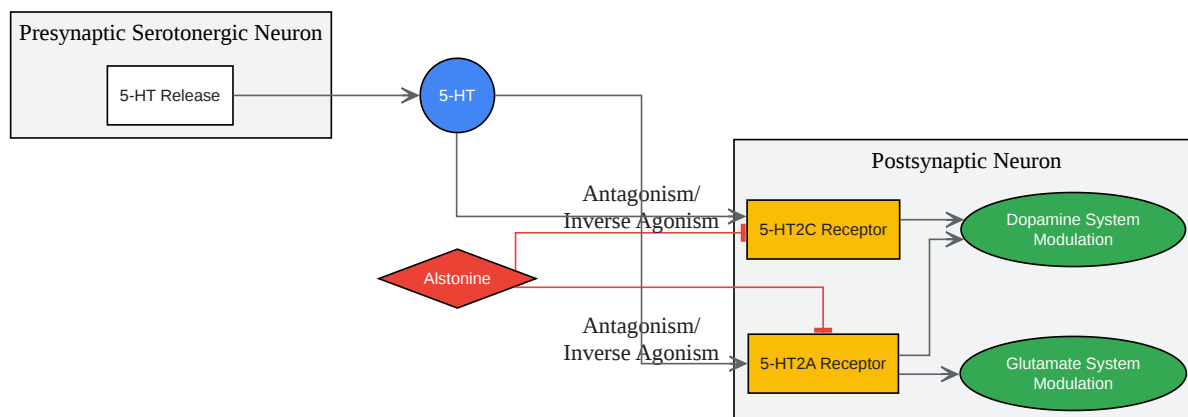 Presynaptic Serotonergic Neuron
5-HT Release
5-HT
Postsynaptic Neuron
Antagonism/
Inverse Agonism
5-HT2C Receptor
Dopamine System
Modulation
Alstonine
Antagonism/
Inverse Agonism
5-HT2A Receptor
Glutamate System
Modulation